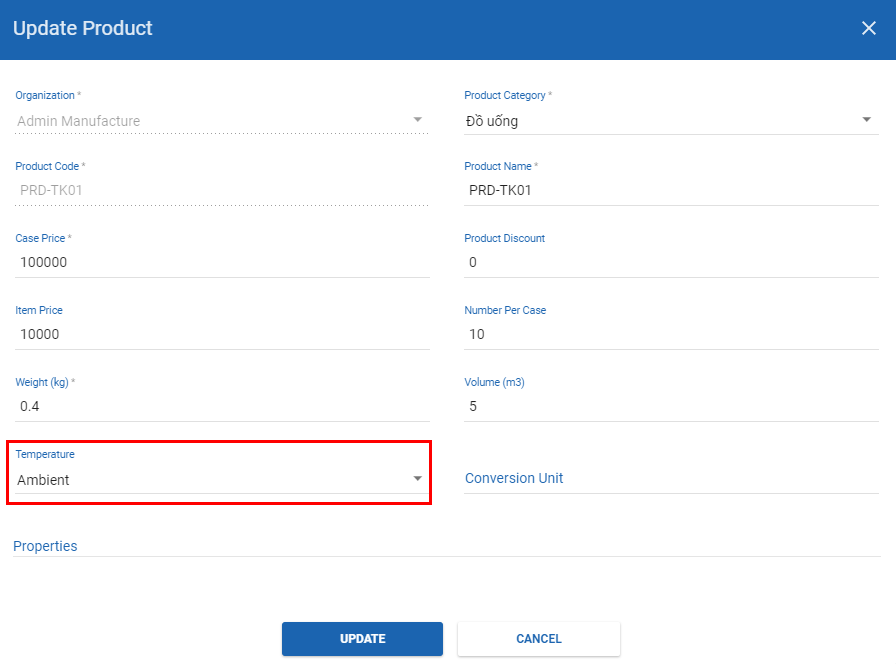 Update Product
Organization *
Product Category *
Admin Manufacture
Đồ uống
Product Code *
Product Name *
PRD-TK01
PRD-TK01
Case Price *
Product Discount
100000
0
Item Price
Number Per Case
10000
10
Weight (kg) *
Volume (m3)
0.4
5
Temperature
Ambient
Conversion Unit
Properties
UPDATE
CANCEL